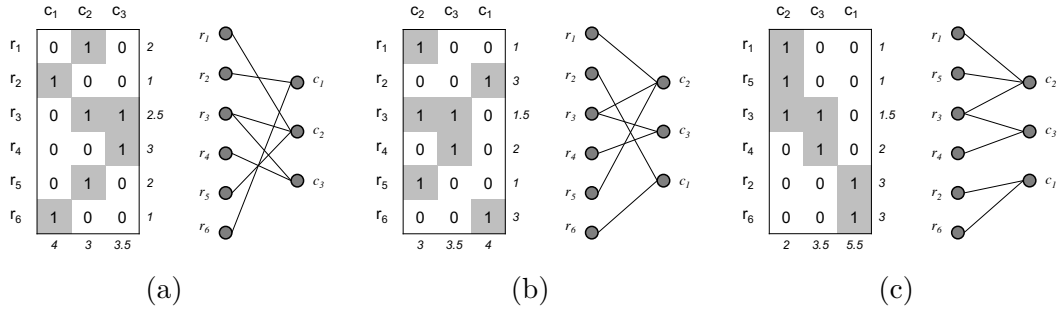 c1 c2 c3
r1 0 1 0 2
r2 1 0 0 1
r3 0 1 1 2.5
r4 0 0 1 3
r5 0 1 0 2
r6 1 0 0 1
4 3 3.5
r1
r2
r3
r4
r5
r6
c1
c2
c3
(a)
c2 c3 c1
r1 1 0 0 1
r2 0 0 1 3
r3 1 1 0 1.5
r4 0 1 0 2
r5 1 0 0 1
r6 0 0 1 3
3 3.5 4
r1
r2
r3
r4
r5
r6
c2
c3
c1
(b)
c2 c3 c1
r1 1 0 0 1
r5 1 0 0 1
r3 1 1 0 1.5
r4 0 1 0 2
r2 0 0 1 3
r6 0 0 1 3
2 3.5 5.5
r1
r5
r3
r4
r2
r6
c2
c3
c1
(c)